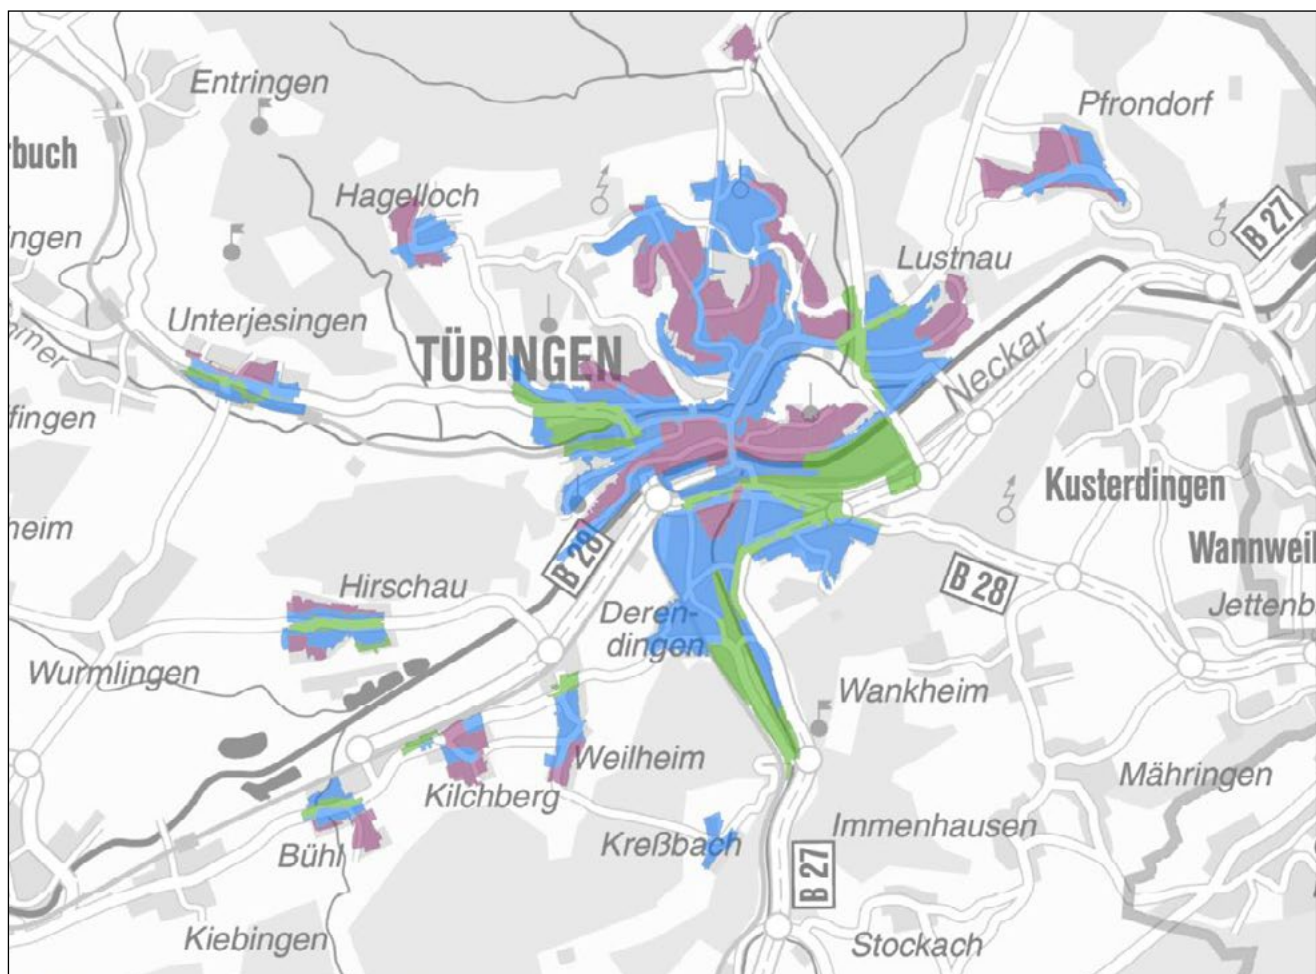 Entringen
Pfrondorf
rbuch
Hagelloch
ingen
B 27
Lustnau
Unterjesingen
TÜBINGEN
Neckar
fingen
Kusterdingen
heim
Wannweil
B 28
B 28
Hirschau
Deren-
dingen
Jettenb
Wurmlingen
Wankheim
Weilheim
Mähringen
Kilchberg
Immenhausen
Kreßbach
Bühl
B 27
Kiebingen
Stockach